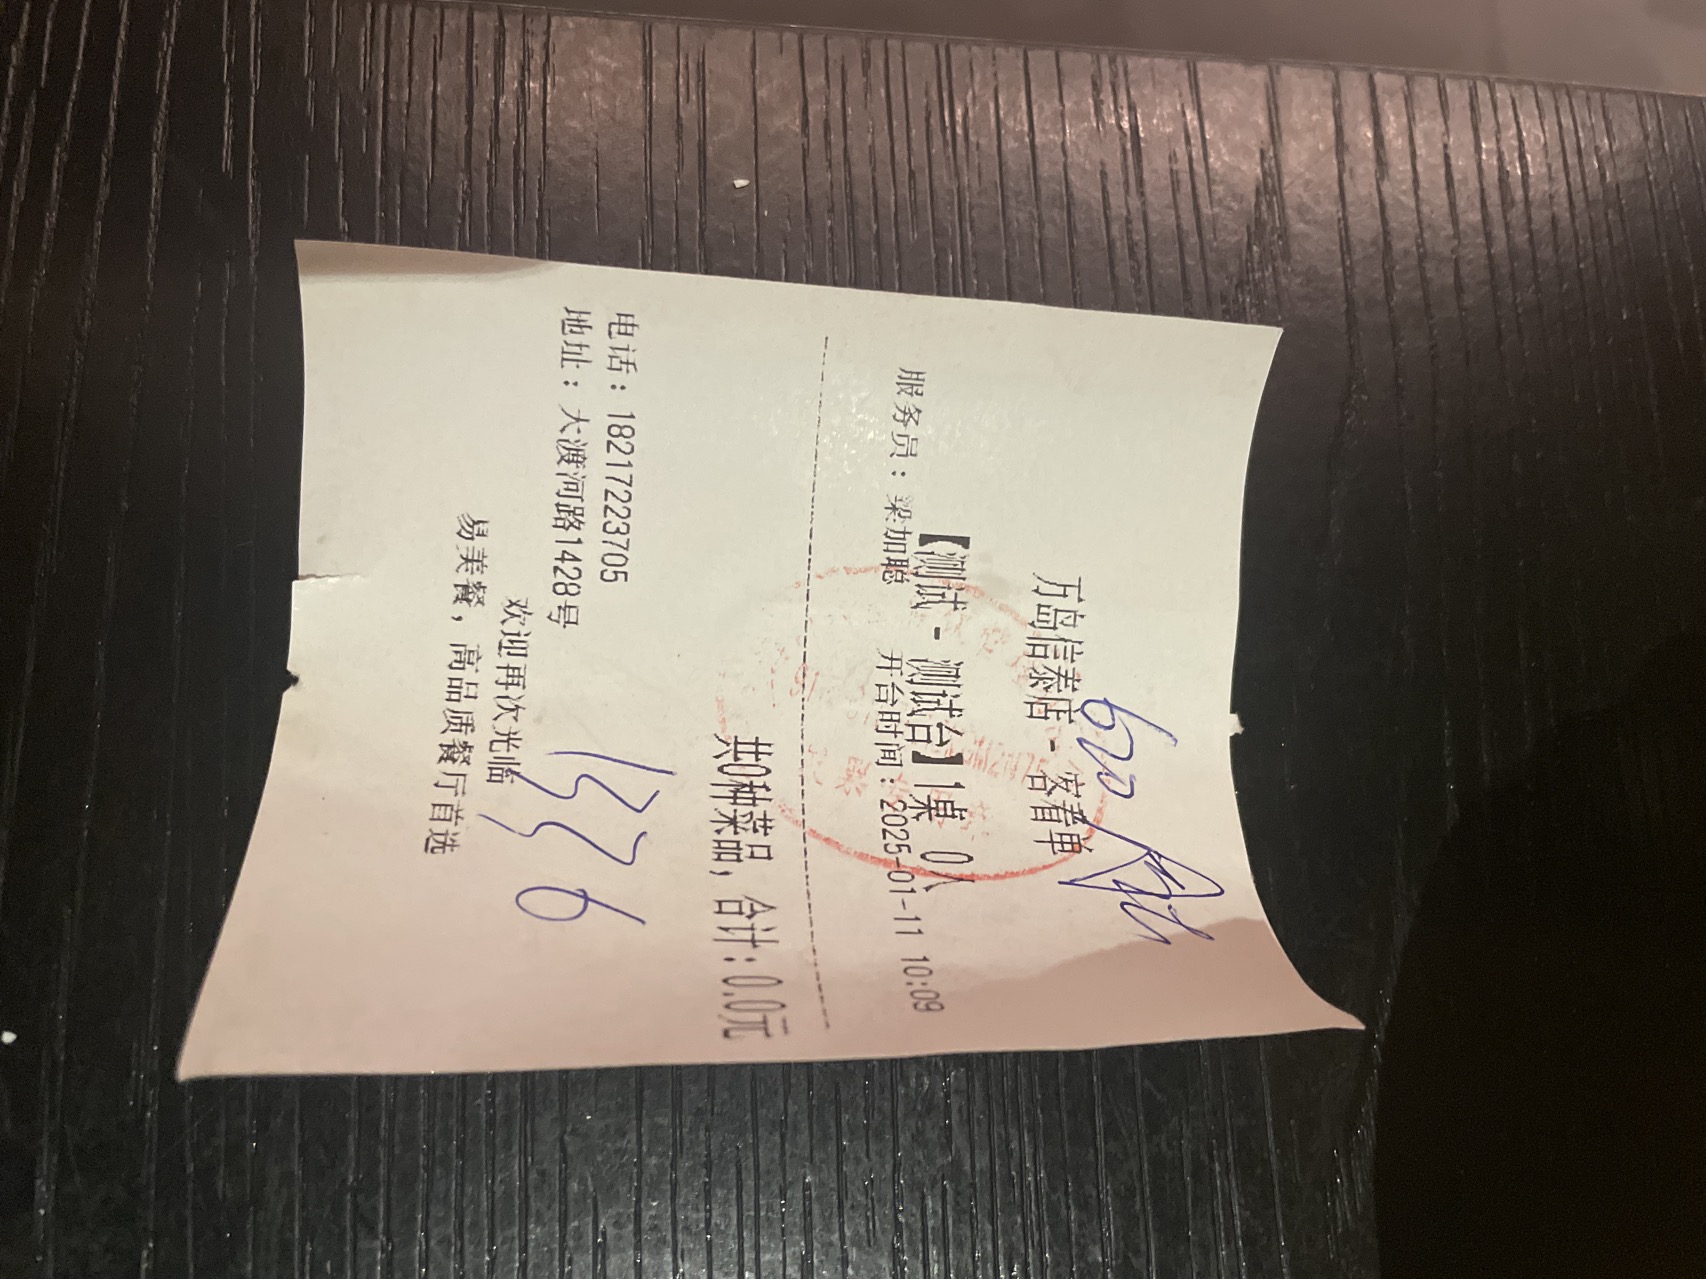 万岛信泰店 - 客看单
620
【测试 - 测试台】1桌 0人
服务员：梁加聪 开台时间：2025-01-11 10:09
共0种菜品，合计：0.0元
电话：18217223705
地址：大渡河路1428号
欢迎再次光临
易美餐，高品质餐厅首选